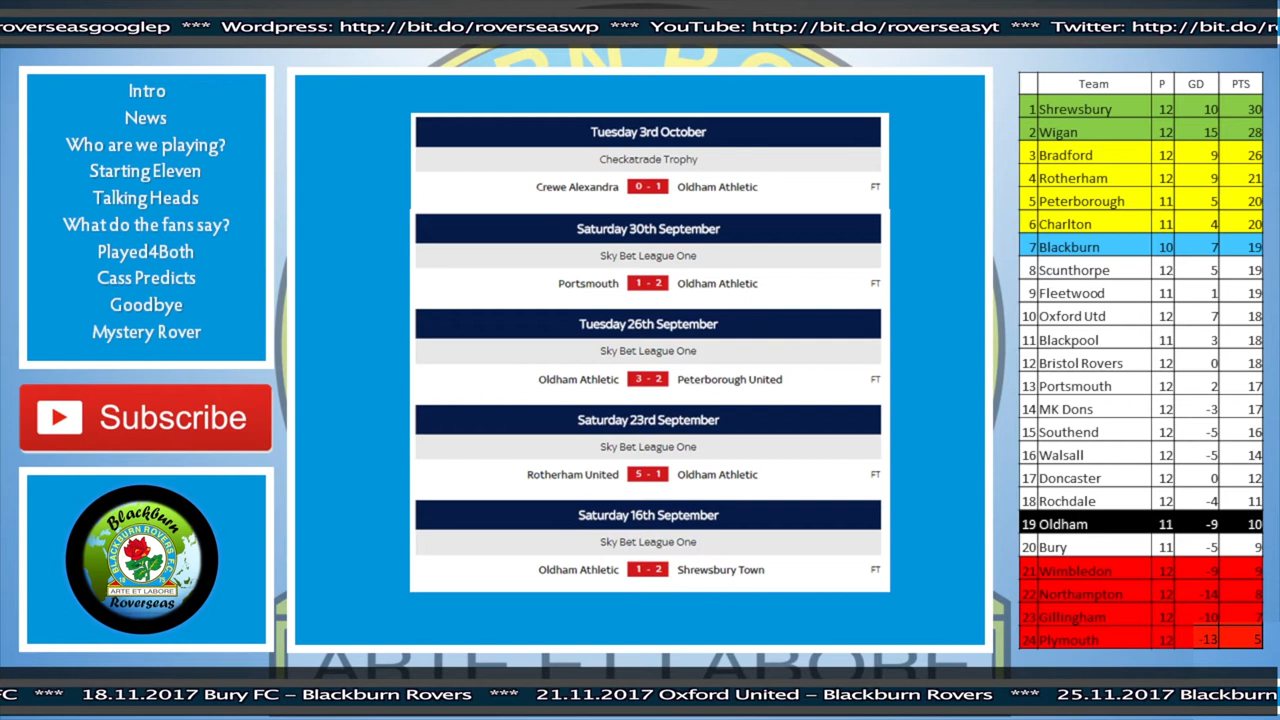 roverseasgooglep *** Wordpress: http://bit.do/roverseaswp *** YouTube: http://bit.do/roverseasyt *** Twitter: http://bit.do/r
Intro
News
Who are we playing?
Starting Eleven
Talking Heads
What do the fans say?
Played4Both
Cass Predicts
Goodbye
Mystery Rover
Subscribe
Blackburn
BLACKBURN ROVERS F.C.
18 75
ARTE ET LABORE
Roverseas
Tuesday 3rd October
Checkatrade Trophy
Crewe Alexandra 0 - 1 Oldham Athletic FT
Saturday 30th September
Sky Bet League One
Portsmouth 1 - 2 Oldham Athletic FT
Tuesday 26th September
Sky Bet League One
Oldham Athletic 3 - 2 Peterborough United FT
Saturday 23rd September
Sky Bet League One
Rotherham United 5 - 1 Oldham Athletic FT
Saturday 16th September
Sky Bet League One
Oldham Athletic 1 - 2 Shrewsbury Town FT
ARTE ET LABORE
Team P GD PTS
1 Shrewsbury 12 10 30
2 Wigan 12 15 28
3 Bradford 12 9 26
4 Rotherham 12 9 21
5 Peterborough 11 5 20
6 Charlton 11 4 20
7 Blackburn 10 7 19
8 Scunthorpe 12 5 19
9 Fleetwood 11 1 19
10 Oxford Utd 12 7 18
11 Blackpool 11 3 18
12 Bristol Rovers 12 0 18
13 Portsmouth 12 2 17
14 MK Dons 12 -3 17
15 Southend 12 -5 16
16 Walsall 12 -5 14
17 Doncaster 12 0 12
18 Rochdale 12 -4 11
19 Oldham 11 -9 10
20 Bury 11 -5 9
21 Wimbledon 12 -9 9
22 Northampton 12 -14 8
23 Gillingham 12 -10 7
24 Plymouth 12 -13 5
FC *** 18.11.2017 Bury FC – Blackburn Rovers *** 21.11.2017 Oxford United – Blackburn Rovers *** 25.11.2017 Blackburn